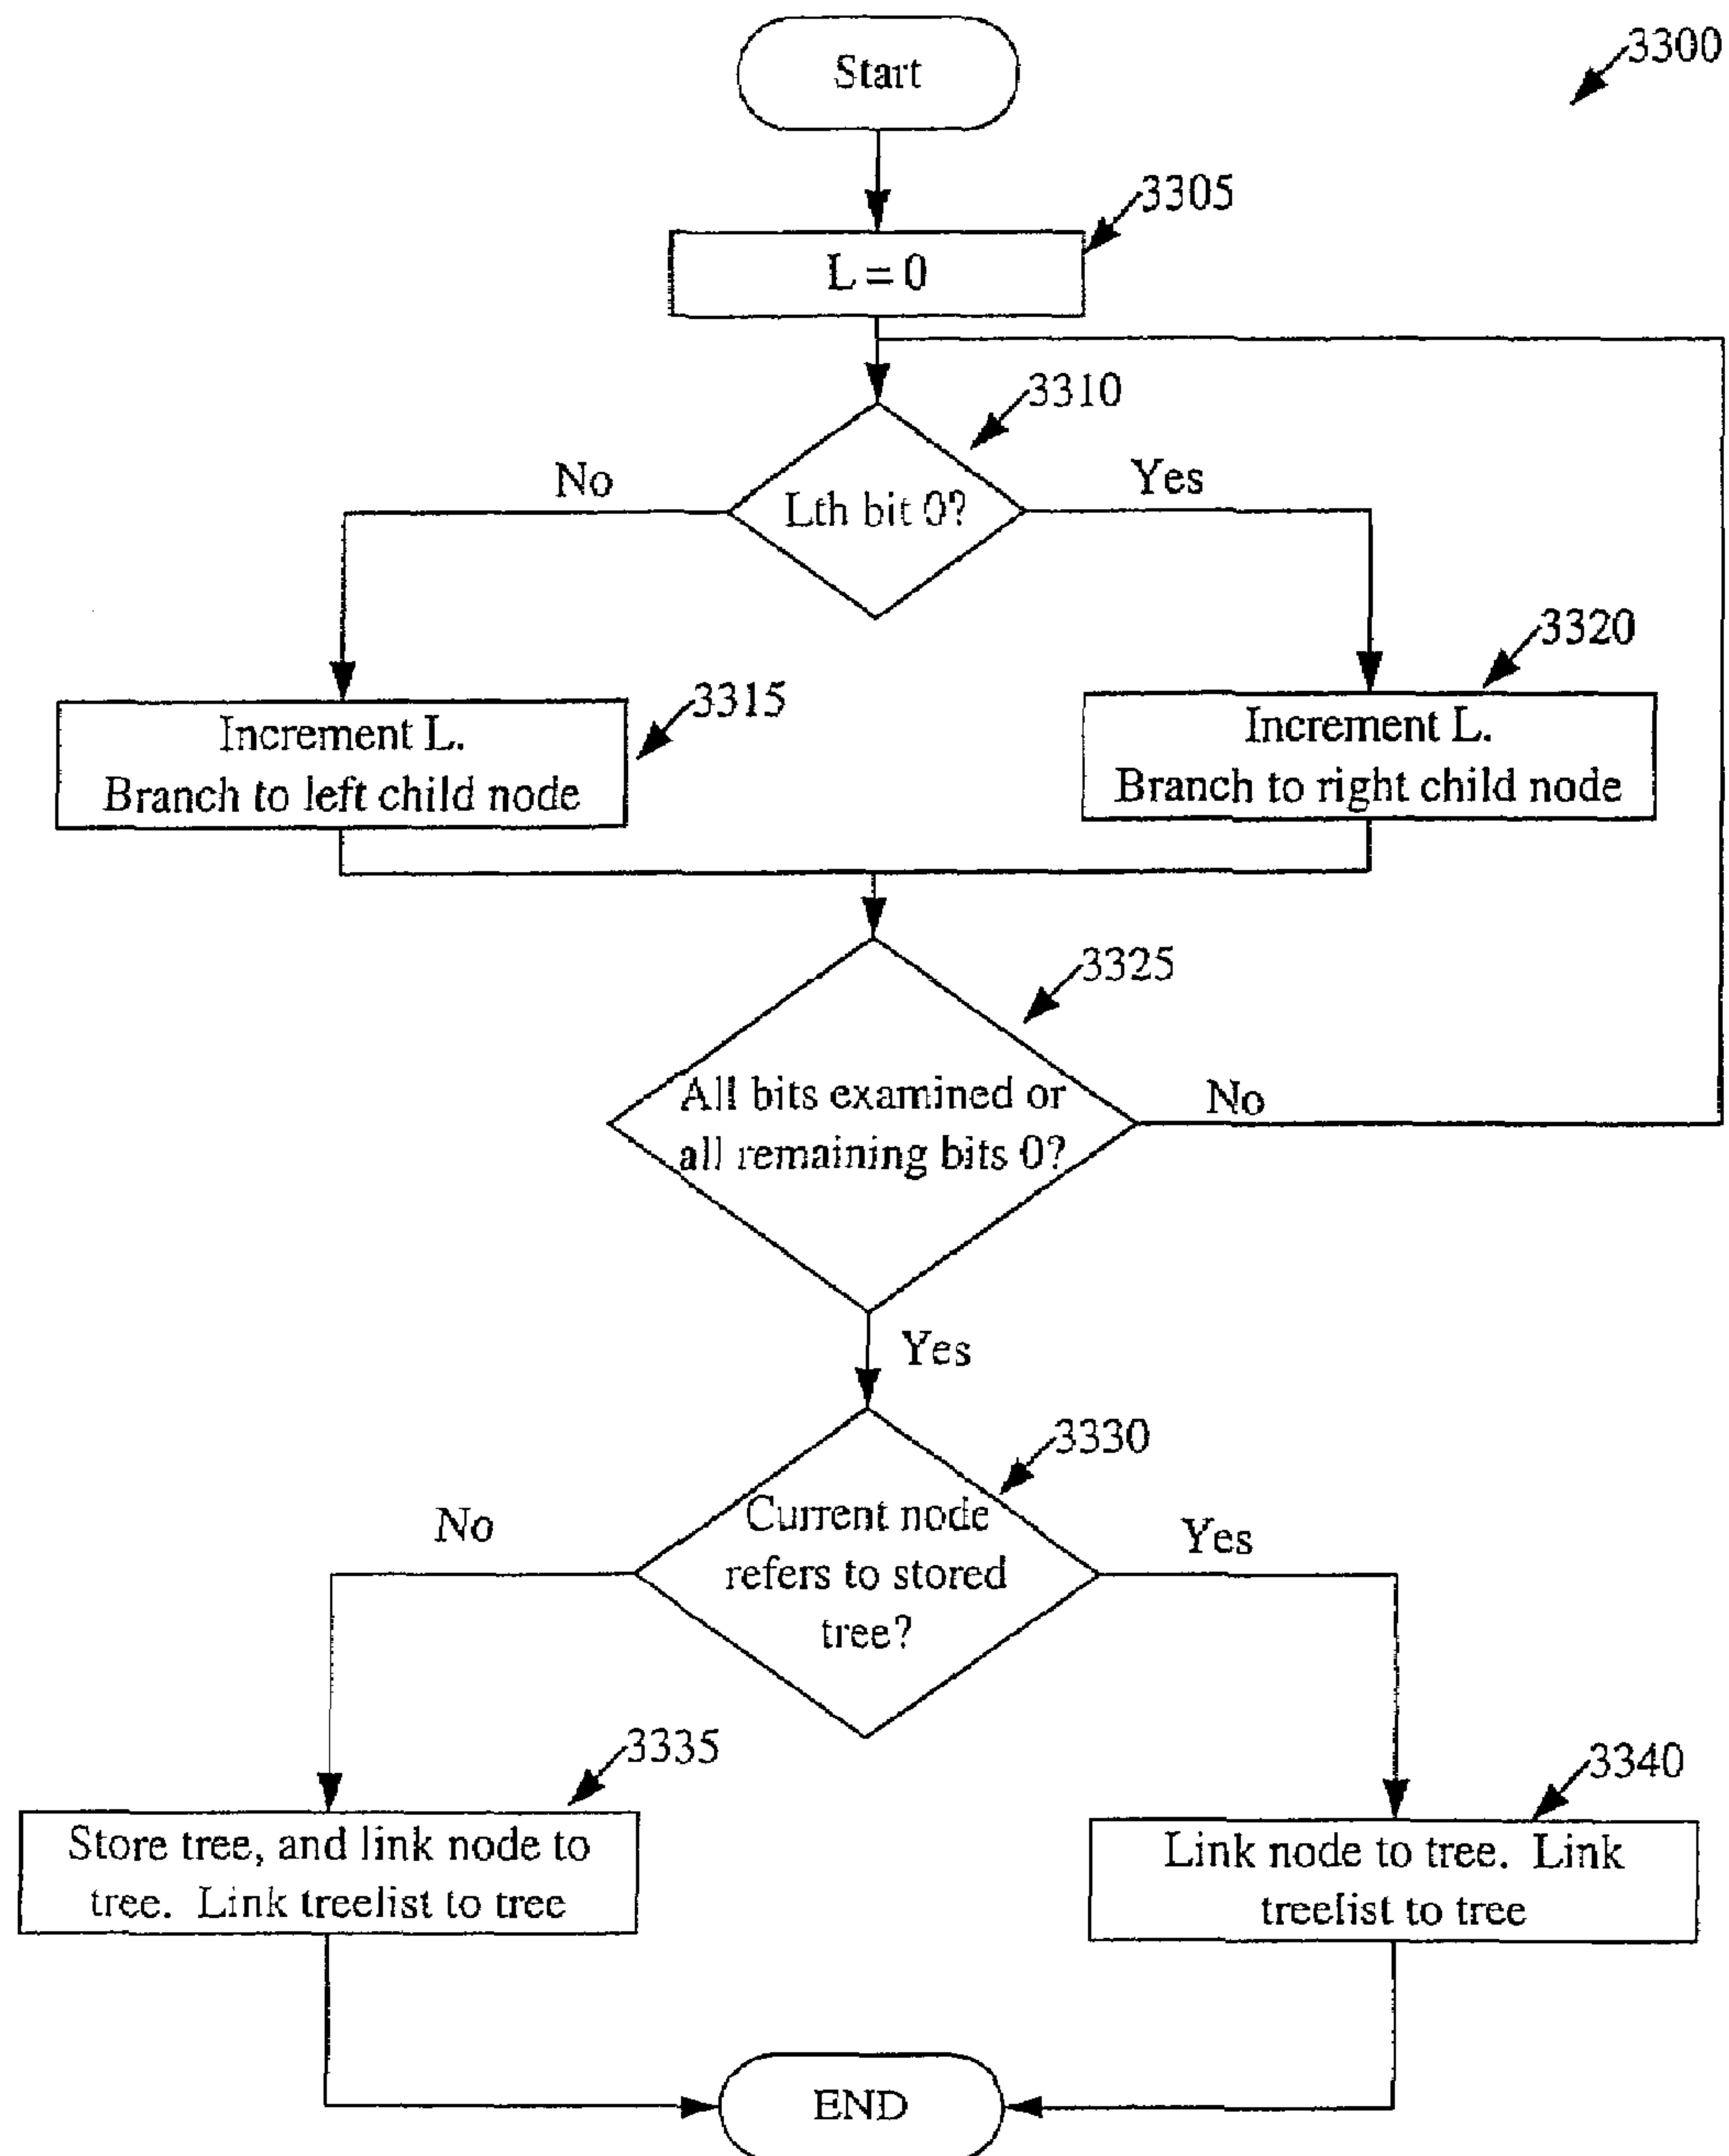 3300
Start
3305
L = 0
3310
No
Yes
Lth bit 0?
3320
3315
Increment L.
Branch to left child node
Increment L.
Branch to right child node
3325
All bits examined or
all remaining bits 0?
No
Yes
3330
No
Yes
Current node
refers to stored
tree?
3335
3340
Store tree, and link node to
tree. Link treelist to tree
Link node to tree. Link
treelist to tree
END